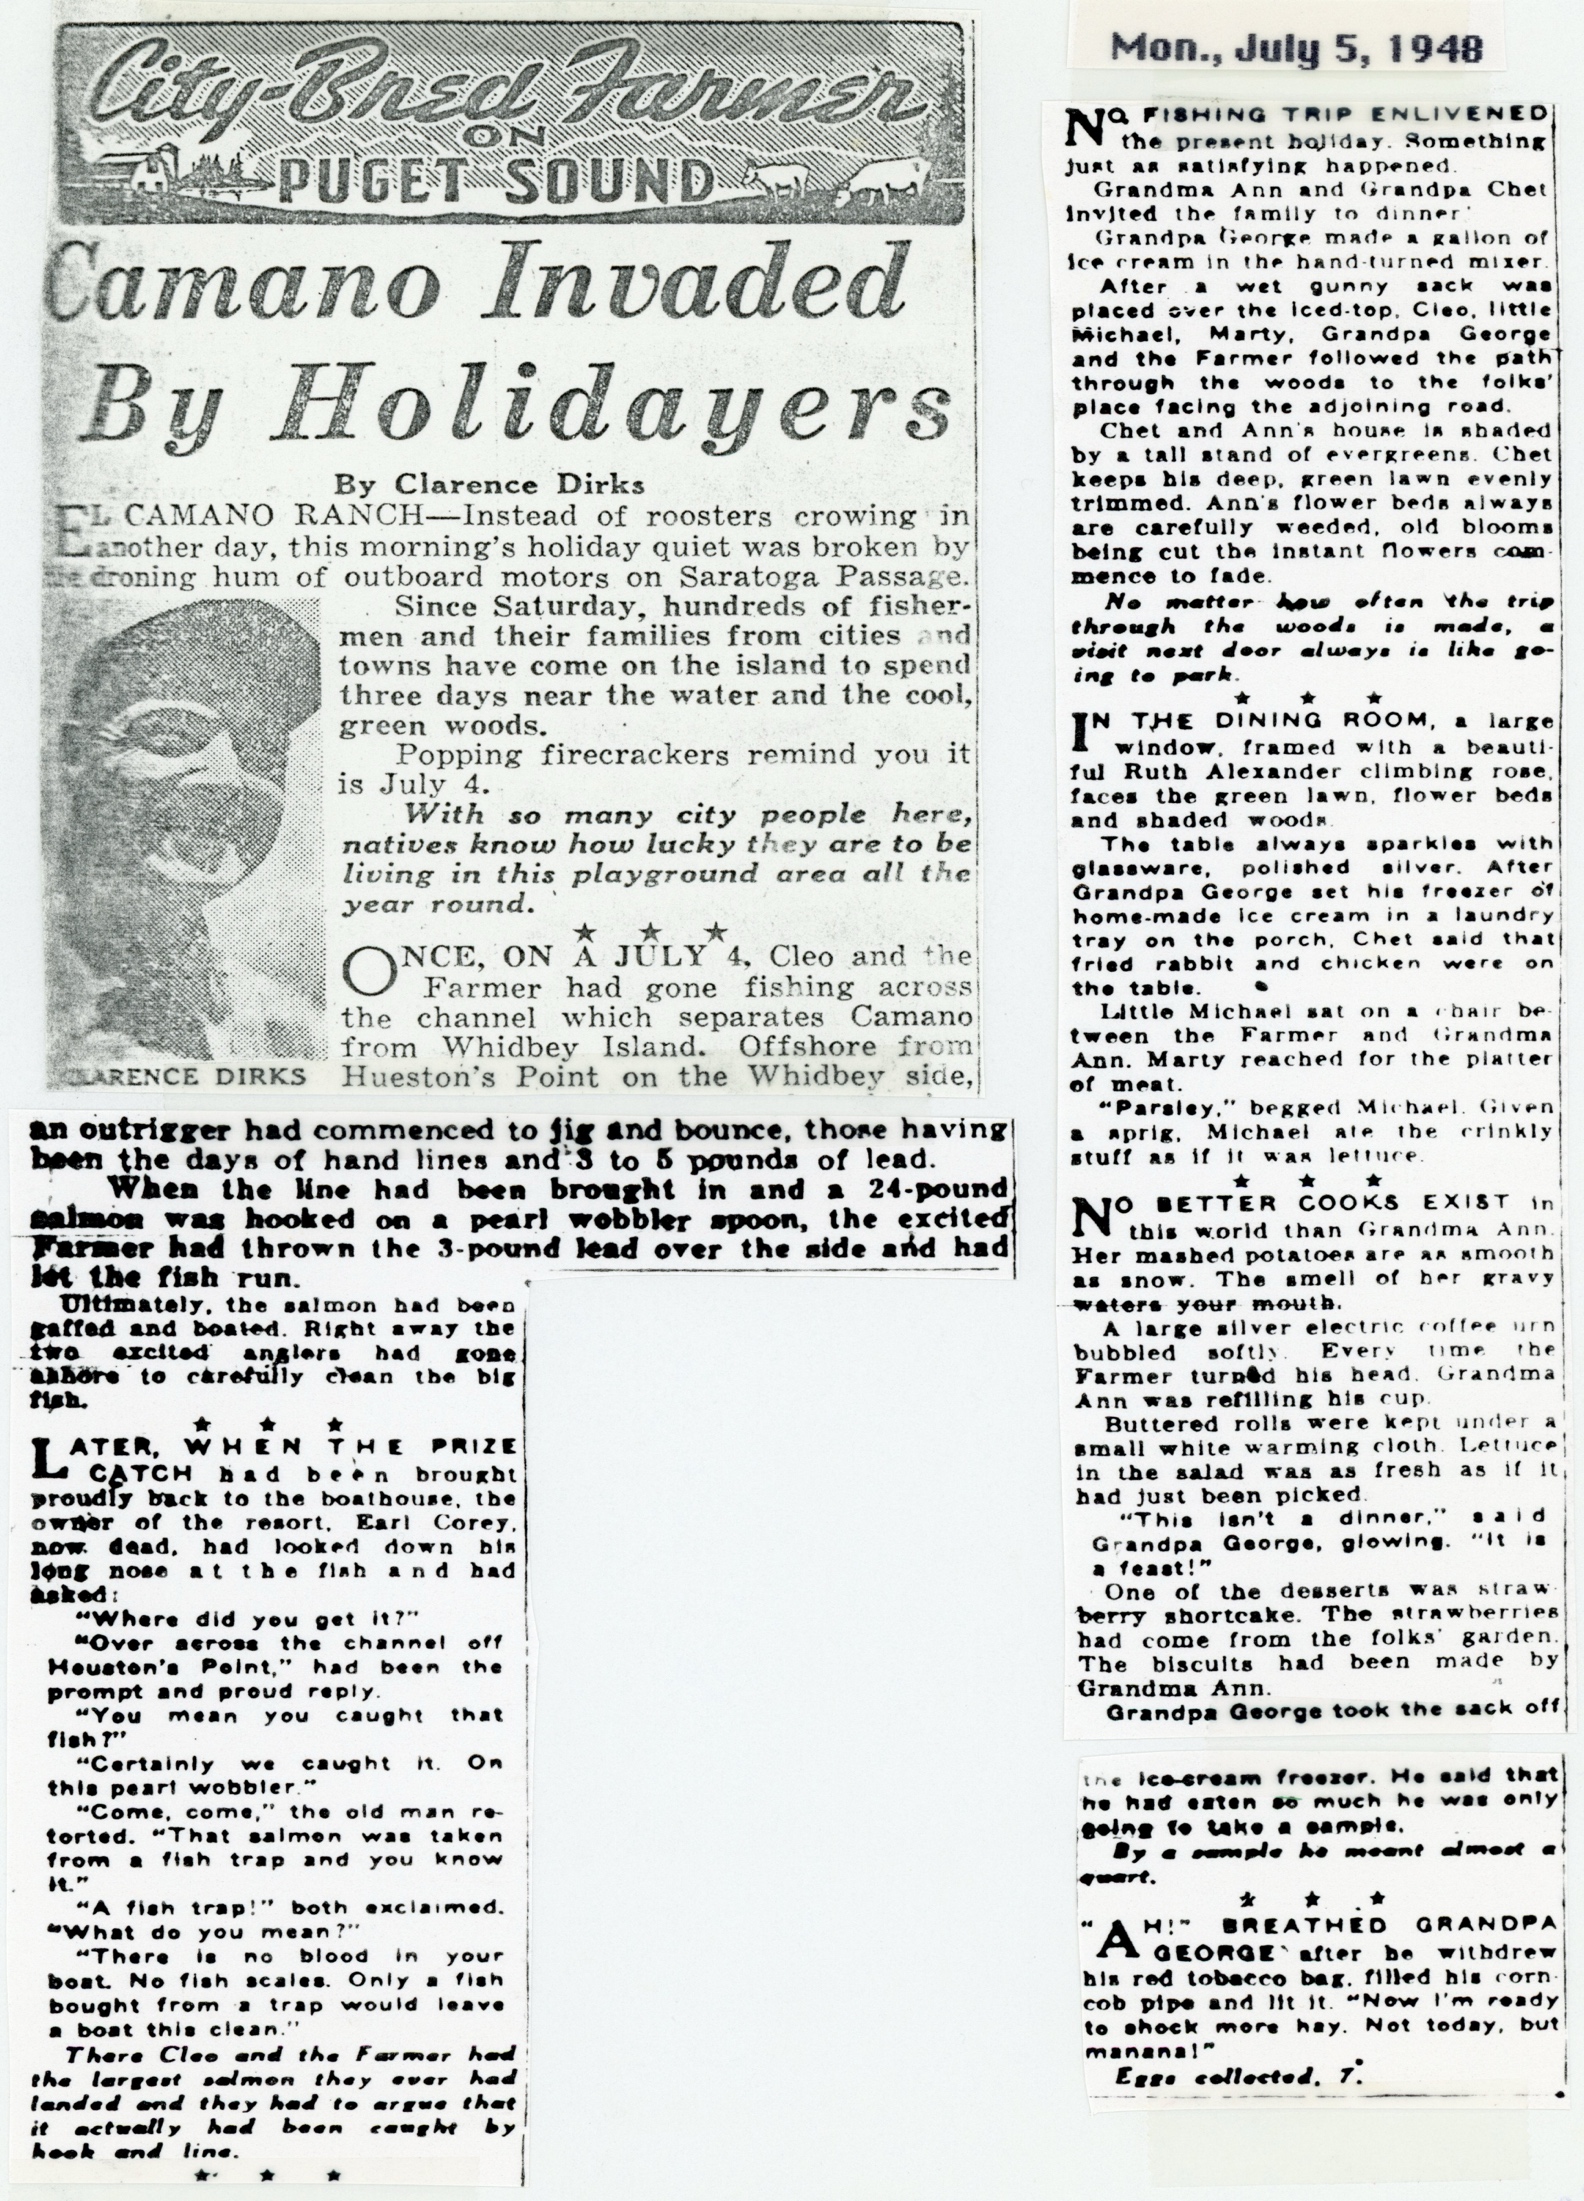 City-Bred Farmer
ON
PUGET SOUND
Camano Invaded
By Holidayers
By Clarence Dirks
EL CAMANO RANCH—Instead of roosters crowing in
another day, this morning's holiday quiet was broken by
the droning hum of outboard motors on Saratoga Passage.
Since Saturday, hundreds of fisher-
men and their families from cities and
towns have come on the island to spend
three days near the water and the cool,
green woods.
Popping firecrackers remind you it
is July 4.
With so many city people here,
natives know how lucky they are to be
living in this playground area all the
year round.
★ ★ ★
ONCE, ON A JULY 4, Cleo and the
Farmer had gone fishing across
the channel which separates Camano
from Whidbey Island. Offshore from
Hueston's Point on the Whidbey side,
CLARENCE DIRKS
an outrigger had commenced to jig and bounce, those having
been the days of hand lines and 3 to 5 pounds of lead.
When the line had been brought in and a 24-pound
salmon was hooked on a pearl wobbler spoon, the excited
Farmer had thrown the 3-pound lead over the side and had
let the fish run.
Ultimately, the salmon had been
gaffed and boated. Right away the
two excited anglers had gone
ashore to carefully clean the big
fish.
★ ★ ★
LATER, WHEN THE PRIZE
CATCH had been brought
proudly back to the boathouse, the
owner of the resort, Earl Corey,
now dead, had looked down his
long nose at the fish and had
asked:
"Where did you get it?"
"Over across the channel off
Heuston's Point," had been the
prompt and proud reply.
"You mean you caught that
fish?"
"Certainly we caught it. On
this pearl wobbler."
"Come, come," the old man re-
torted. "That salmon was taken
from a fish trap and you know
it."
"A fish trap!" both exclaimed.
"What do you mean?"
"There is no blood in your
boat. No fish scales. Only a fish
bought from a trap would leave
a boat this clean."
There Cleo and the Farmer had
the largest salmon they ever had
landed and they had to argue that
it actually had been caught by
hook and line.
★ ★ ★
Mon., July 5, 1948
NO FISHING TRIP ENLIVENED
the present holiday. Something
just as satisfying happened.
Grandma Ann and Grandpa Chet
invited the family to dinner.
Grandpa George made a gallon of
ice cream in the hand-turned mixer.
After a wet gunny sack was
placed over the iced-top, Cleo, little
Michael, Marty, Grandpa George
and the Farmer followed the path
through the woods to the folks'
place facing the adjoining road.
Chet and Ann's house is shaded
by a tall stand of evergreens. Chet
keeps his deep, green lawn evenly
trimmed. Ann's flower beds always
are carefully weeded, old blooms
being cut the instant flowers com-
mence to fade.
No matter how often the trip
through the woods is made, a
visit next door always is like go-
ing to park.
★ ★ ★
IN THE DINING ROOM, a large
window, framed with a beauti-
ful Ruth Alexander climbing rose,
faces the green lawn, flower beds
and shaded woods.
The table always sparkles with
glassware, polished silver. After
Grandpa George set his freezer of
home-made ice cream in a laundry
tray on the porch, Chet said that
fried rabbit and chicken were on
the table.
Little Michael sat on a chair be-
tween the Farmer and Grandma
Ann. Marty reached for the platter
of meat.
"Parsley," begged Michael. Given
a sprig, Michael ate the crinkly
stuff as if it was lettuce.
★ ★ ★
NO BETTER COOKS EXIST in
this world than Grandma Ann.
Her mashed potatoes are as smooth
as snow. The smell of her gravy
waters your mouth.
A large silver electric coffee urn
bubbled softly. Every time the
Farmer turned his head, Grandma
Ann was refilling his cup.
Buttered rolls were kept under a
small white warming cloth. Lettuce
in the salad was as fresh as if it
had just been picked.
"This isn't a dinner," said
Grandpa George, glowing. "It is
a feast!"
One of the desserts was straw-
berry shortcake. The strawberries
had come from the folks' garden.
The biscuits had been made by
Grandma Ann.
Grandpa George took the sack off
the ice-cream freezer. He said that
he had eaten so much he was only
going to take a sample.
By a sample he meant almost a
quart.
★ ★ ★
"AH!" BREATHED GRANDPA
GEORGE after he withdrew
his red tobacco bag, filled his corn-
cob pipe and lit it. "Now I'm ready
to shock more hay. Not today, but
manana!"
Eggs collected, 7.